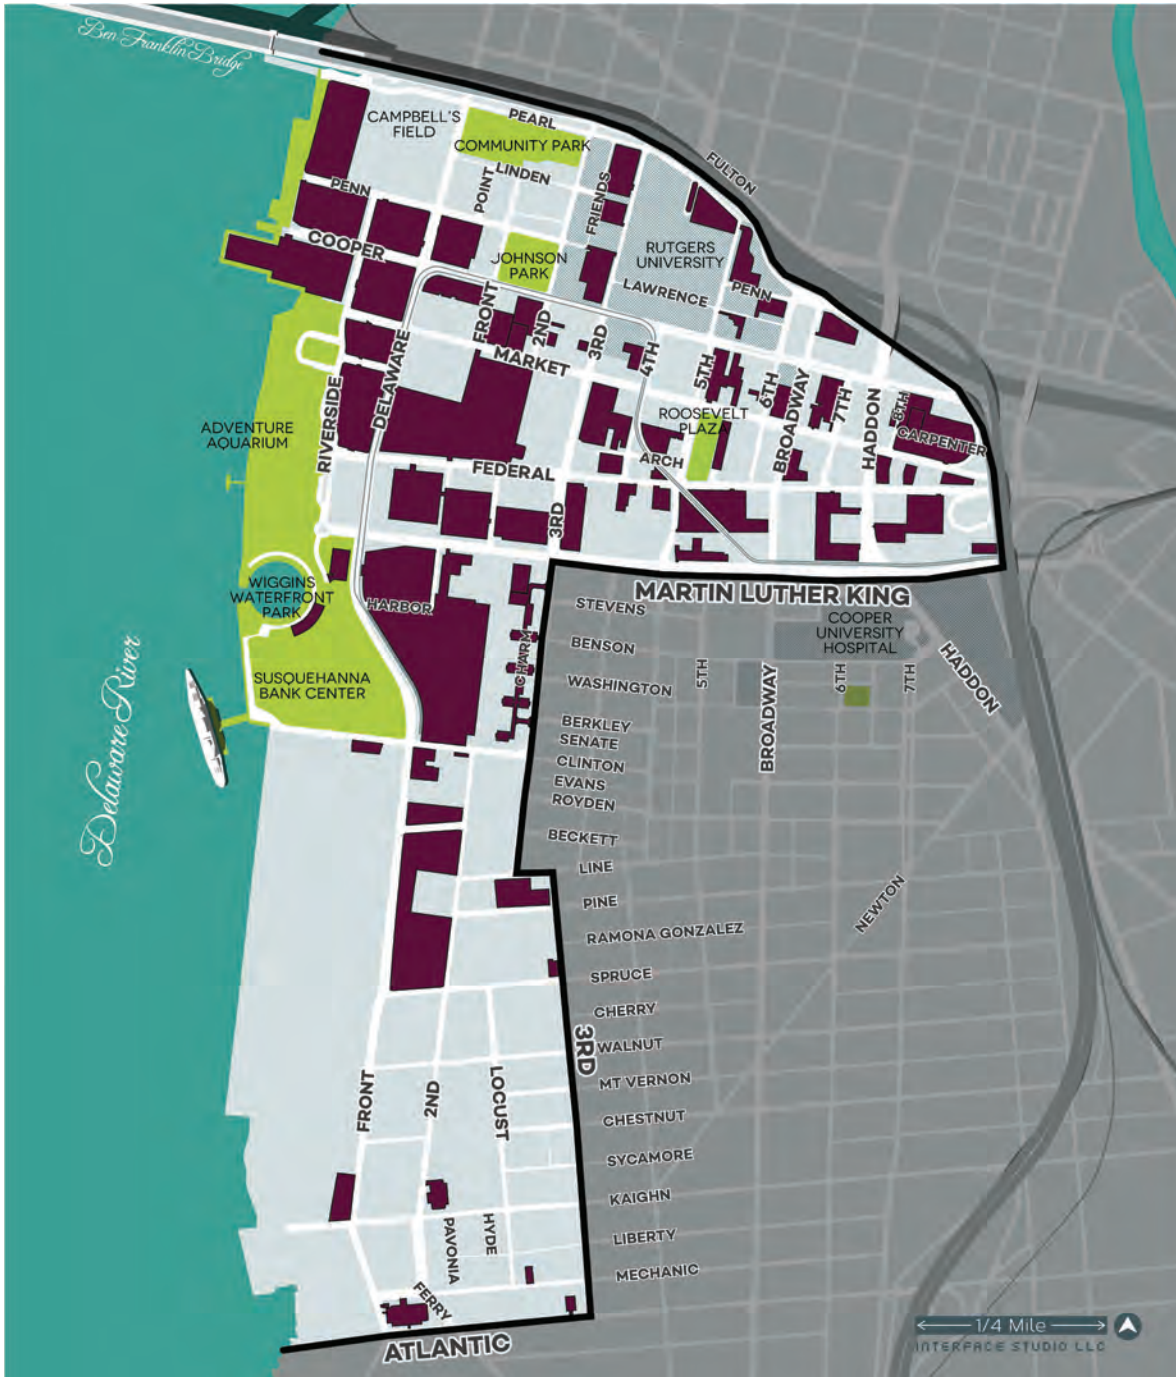 Ben Franklin Bridge
CAMPBELL'S
FIELD
PEARL
COMMUNITY PARK
FULTON
LINDEN
POINT
PENN
FRIENDS
COOPER
JOHNSON
PARK
RUTGERS
UNIVERSITY
LAWRENCE
PENN
FRONT
2ND
3RD
4TH
MARKET
DELAWARE
RIVERSIDE
5TH
6TH
BROADWAY
7TH
HADDON
8TH
CARPENTER
ROOSEVELT
PLAZA
ARCH
ADVENTURE
AQUARIUM
FEDERAL
3RD
WIGGINS
WATERFRONT
PARK
HARBOR
MARTIN LUTHER KING
STEVENS
COOPER
UNIVERSITY
HOSPITAL
BENSON
CHARM
HADDON
SUSQUEHANNA
BANK CENTER
WASHINGTON
5TH
6TH
7TH
BROADWAY
BERKLEY
SENATE
CLINTON
EVANS
ROYDEN
Delaware River
BECKETT
LINE
PINE
NEWTON
RAMONA GONZALEZ
SPRUCE
CHERRY
3RD
WALNUT
MT VERNON
FRONT
2ND
LOCUST
CHESTNUT
SYCAMORE
KAIGHN
PAVONIA
HYDE
LIBERTY
MECHANIC
FERRY
ATLANTIC
1/4 Mile
INTERFACE STUDIO LLC